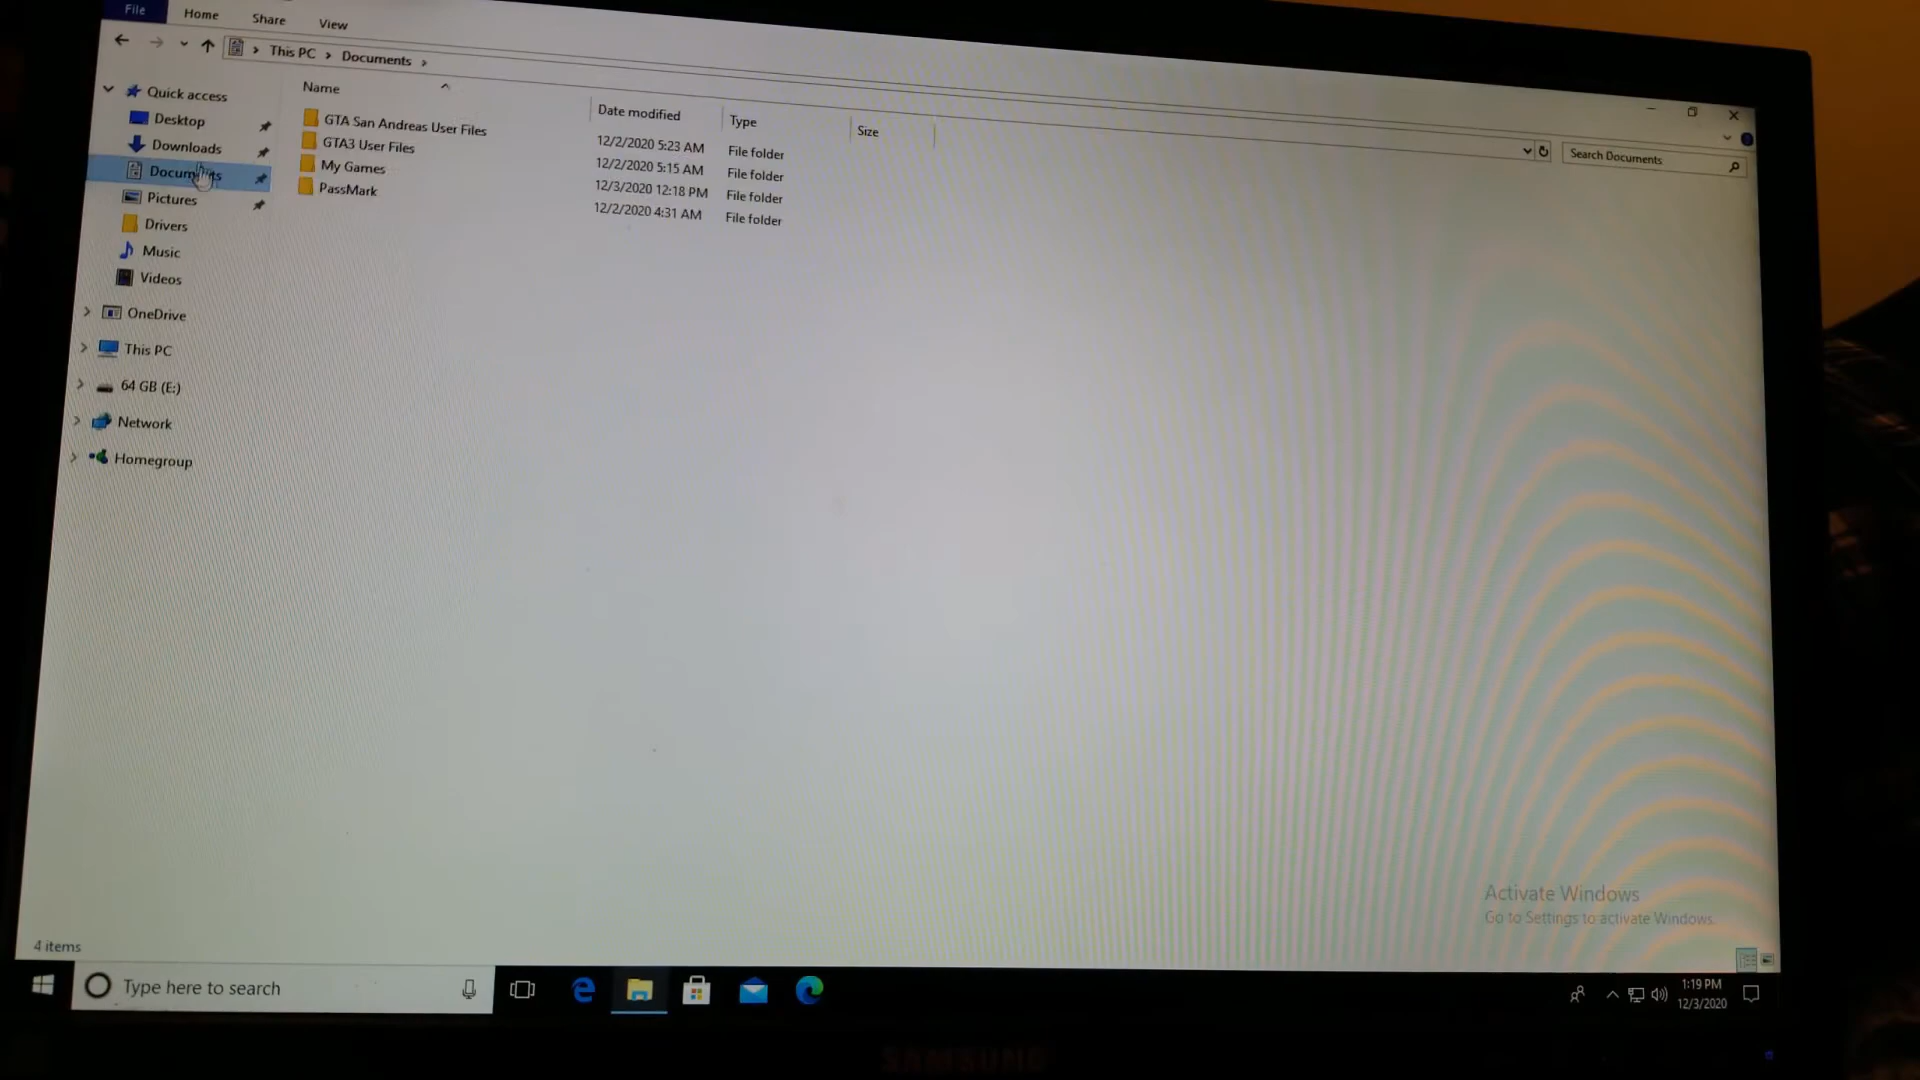 File Home Share View
This PC > Documents >
Search Documents
Name Date modified Type Size
Quick access
Desktop
Downloads
Documents
Pictures
Drivers
Music
Videos
OneDrive
This PC
64 GB (E:)
Network
Homegroup
GTA San Andreas User Files 12/2/2020 5:23 AM File folder
GTA3 User Files 12/2/2020 5:15 AM File folder
My Games 12/3/2020 12:18 PM File folder
PassMark 12/2/2020 4:31 AM File folder
Activate Windows
Go to Settings to activate Windows.
4 items
Type here to search
1:19 PM
12/3/2020
SAMSUNG